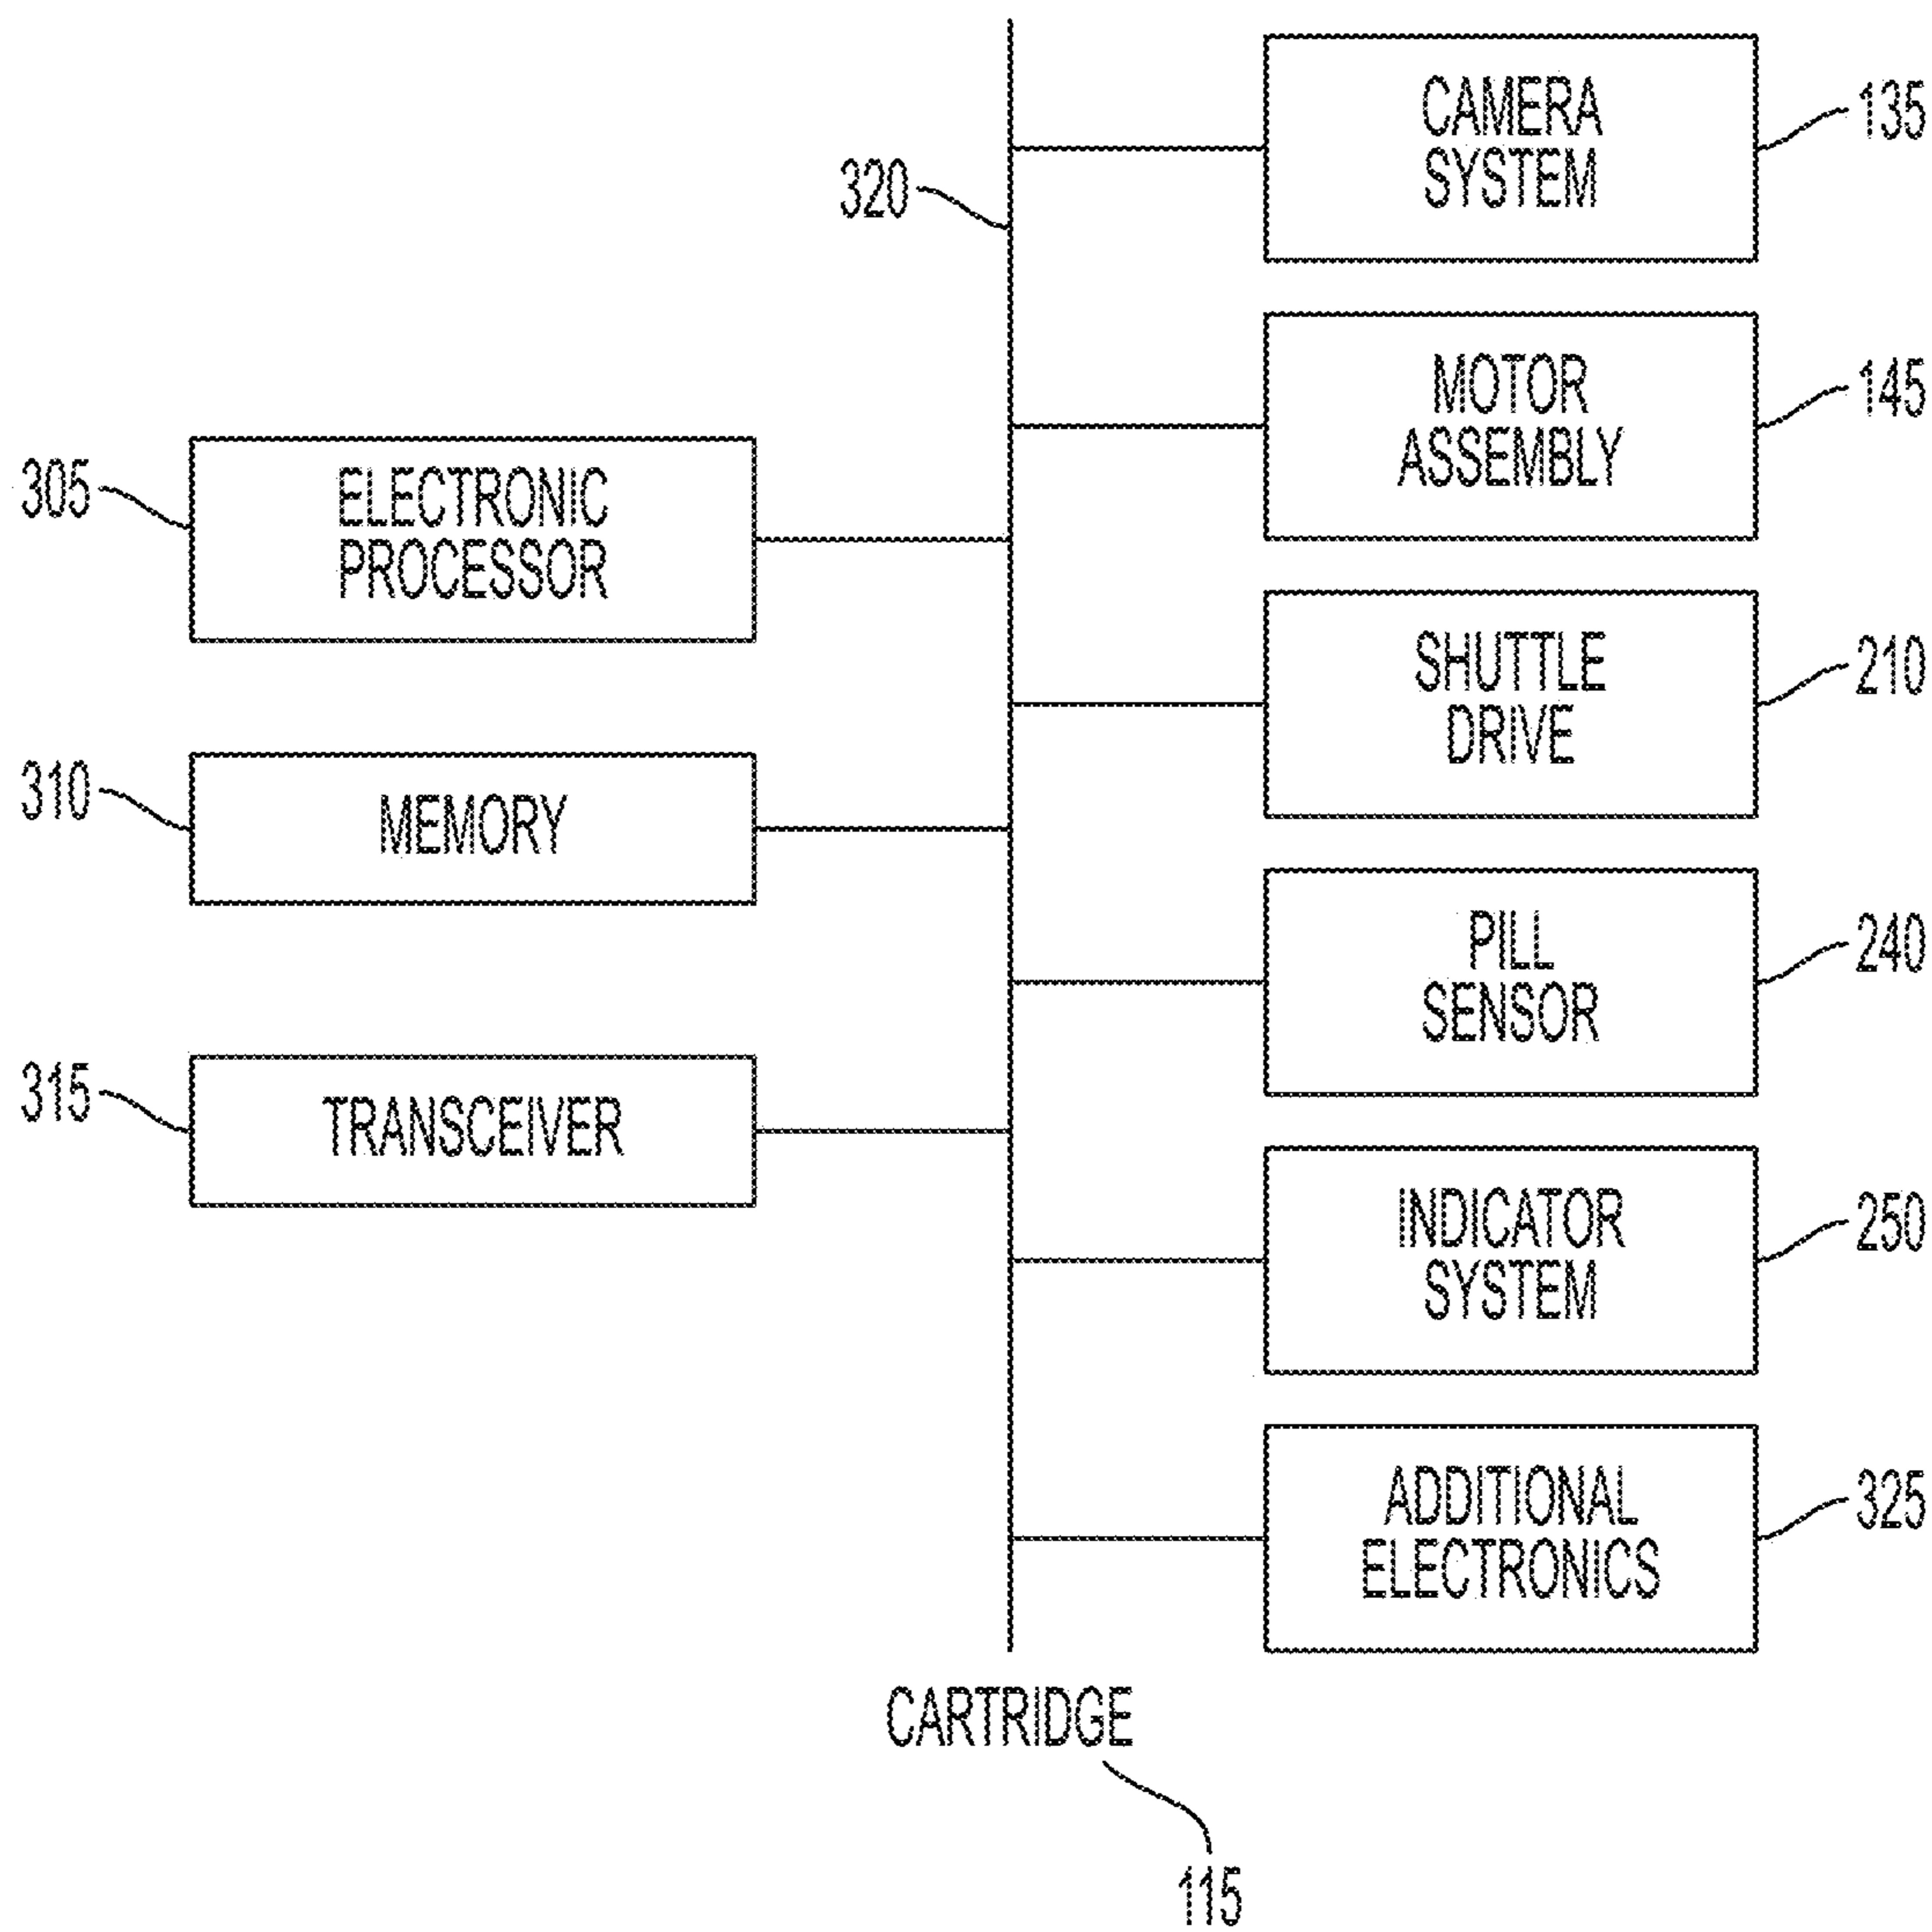 CAMERA
SYSTEM
135
320
MOTOR
ASSEMBLY
145
305
ELECTRONIC
PROCESSOR
SHUTTLE
DRIVE
210
310
MEMORY
PILL
SENSOR
240
315
TRANSCEIVER
INDICATOR
SYSTEM
250
ADDITIONAL
ELECTRONICS
325
CARTRIDGE
115